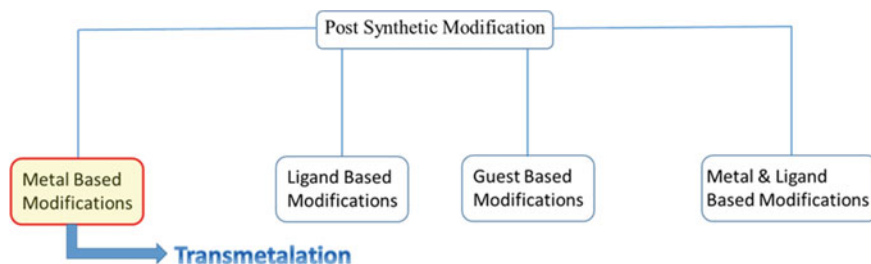 Post Synthetic Modification
Metal Based
Modifications
Ligand Based
Modifications
Guest Based
Modifications
Metal & Ligand
Based Modifications
Transmetalation